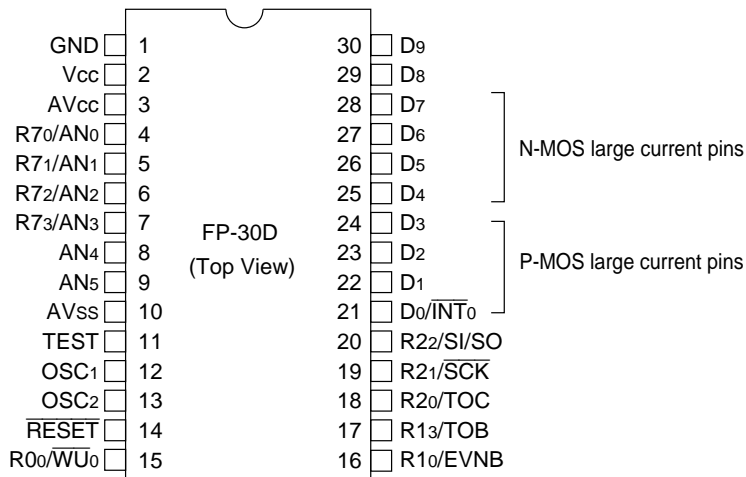 GND 1 30 D9
Vcc 2 29 D8
AVcc 3 28 D7
R70/AN0 4 27 D6
N-MOS large current pins
R71/AN1 5 26 D5
R72/AN2 6 25 D4
R73/AN3 7 24 D3
FP-30D
(Top View)
AN4 8 23 D2
P-MOS large current pins
AN5 9 22 D1
AVss 10 21 D0/I̅N̅T̅0
TEST 11 20 R22/SI/SO
OSC1 12 19 R21/S̅C̅K̅
OSC2 13 18 R20/TOC
R̅E̅S̅E̅T̅ 14 17 R13/TOB
R00/W̅U̅0 15 16 R10/EVNB